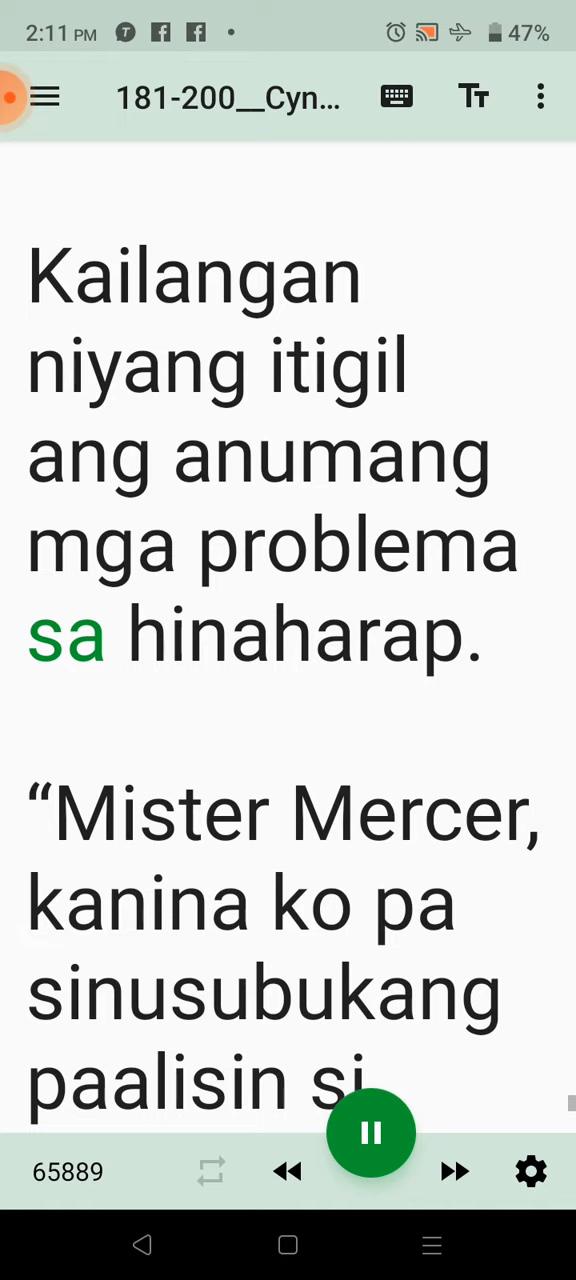 2:11 PM
47%
181-200__Cyn...
Kailangan
niyang itigil
ang anumang
mga problema
sa hinaharap.
“Mister Mercer,
kanina ko pa
sinusubukang
paalisin si
65889